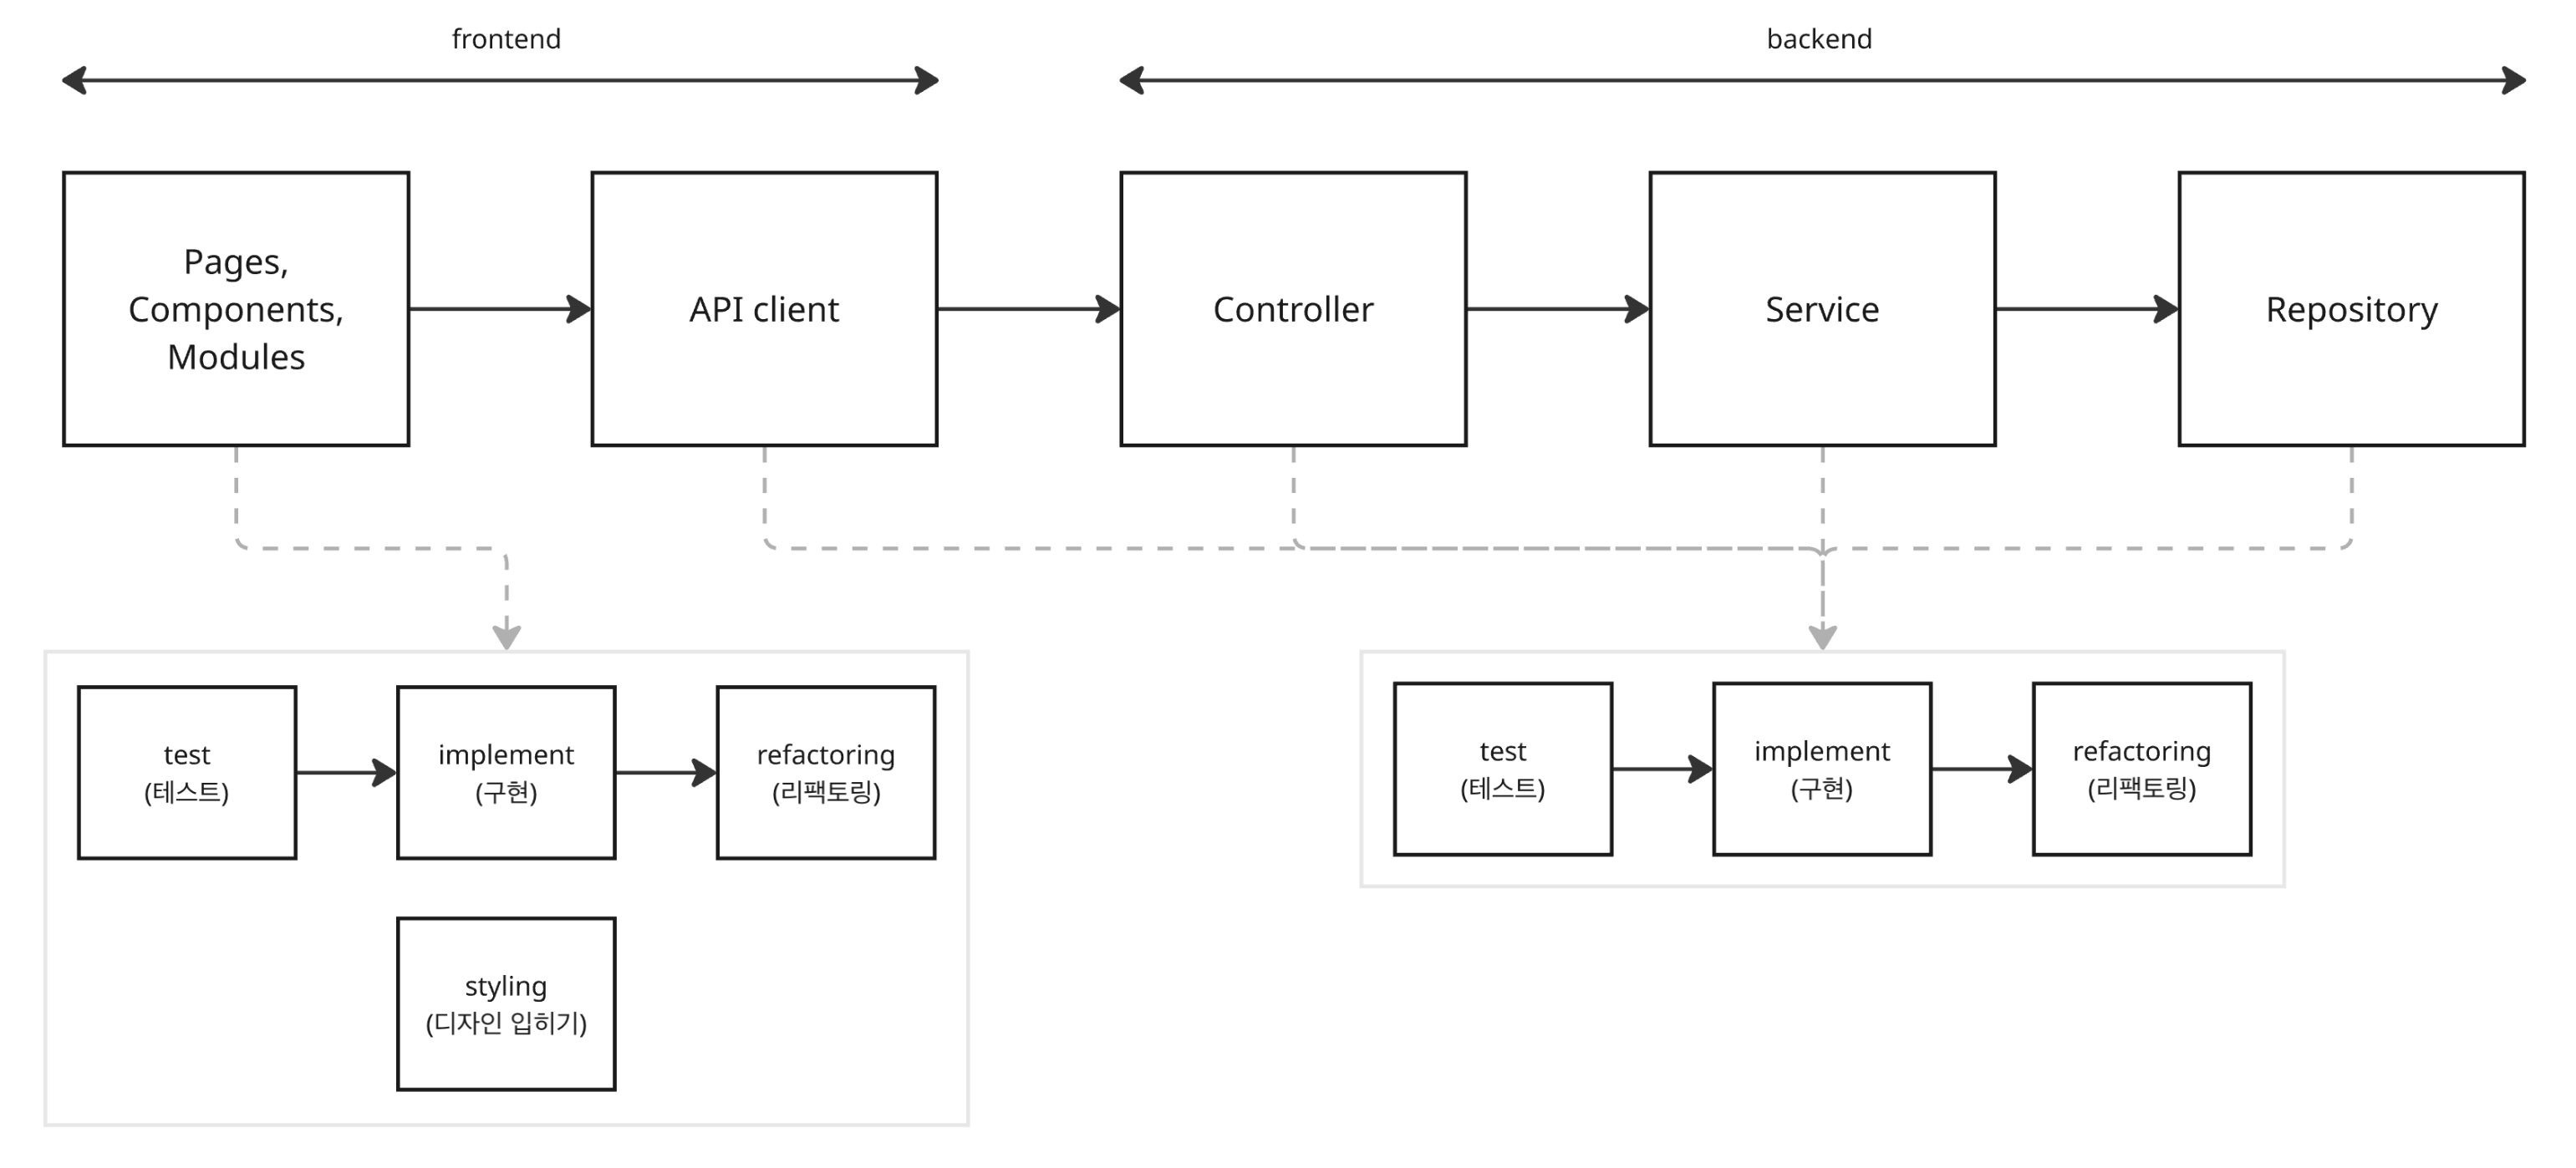 frontend
backend
Pages,
Components,
Modules
API client
Controller
Service
Repository
test
(테스트)
implement
(구현)
refactoring
(리팩토링)
styling
(디자인 입히기)
test
(테스트)
implement
(구현)
refactoring
(리팩토링)